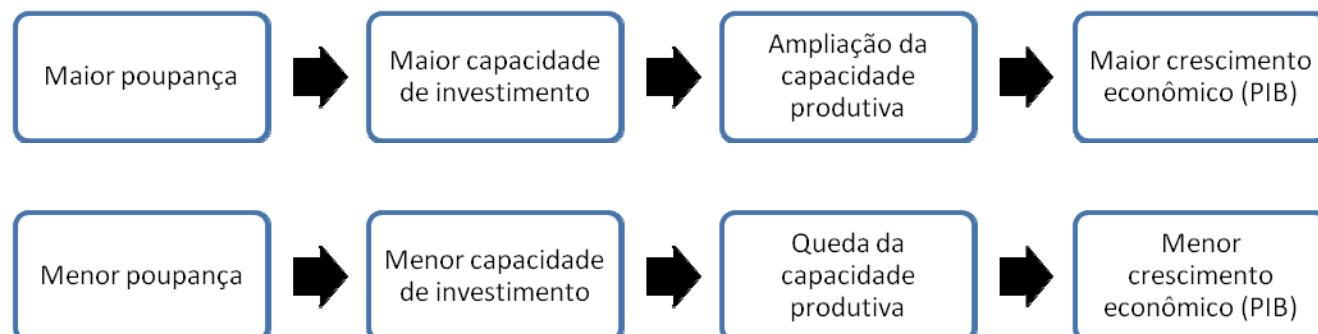 Maior poupança
Maior capacidade
de investimento
Ampliação da
capacidade
produtiva
Maior crescimento
econômico (PIB)
Menor poupança
Menor capacidade
de investimento
Queda da
capacidade
produtiva
Menor
crescimento
econômico (PIB)